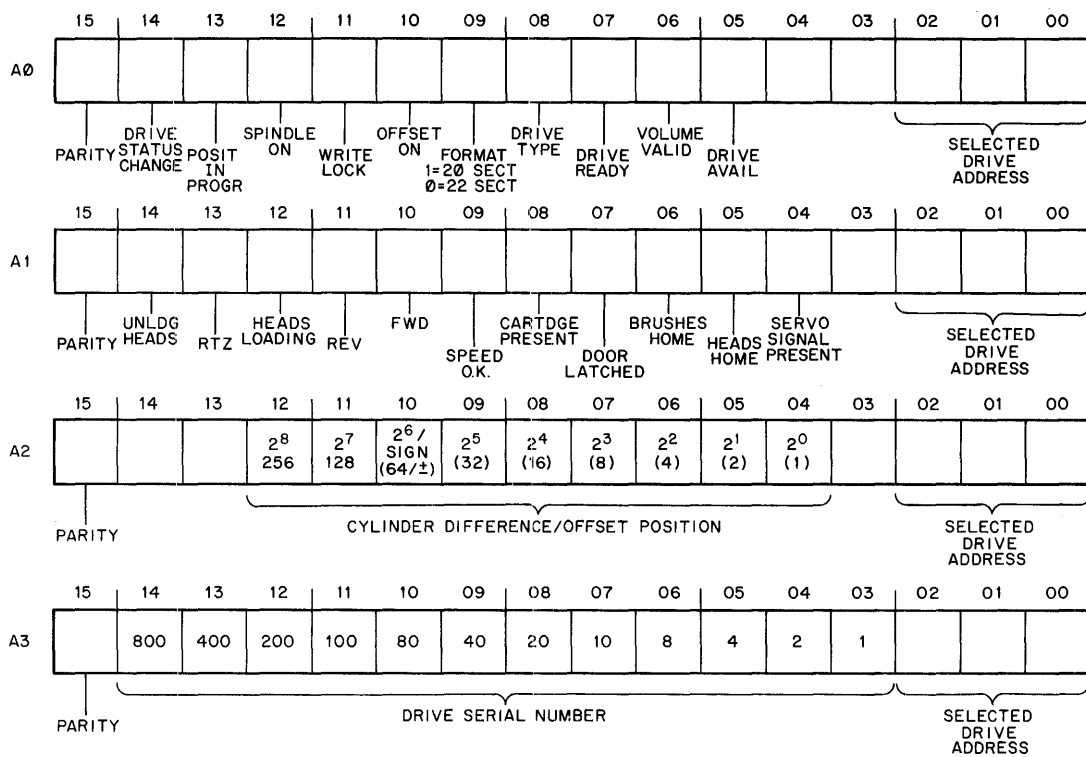 15 14 13 12 11 10 09 08 07 06 05 04 03 02 01 00
A0
PARITY
DRIVE STATUS CHANGE
POSIT IN PROGR
SPINDLE ON
WRITE LOCK
OFFSET ON
FORMAT 1=20 SECT 0=22 SECT
DRIVE TYPE
DRIVE READY
VOLUME VALID
DRIVE AVAIL
SELECTED DRIVE ADDRESS
15 14 13 12 11 10 09 08 07 06 05 04 03 02 01 00
A1
PARITY
UNLDG HEADS
RTZ
HEADS LOADING
REV
FWD
SPEED O.K.
CARTDGE PRESENT
DOOR LATCHED
BRUSHES HOME
HEADS HOME
SERVO SIGNAL PRESENT
SELECTED DRIVE ADDRESS
15 14 13 12 11 10 09 08 07 06 05 04 03 02 01 00
A2
2⁸ 256
2⁷ 128
2⁶/ SIGN (64/±)
2⁵ (32)
2⁴ (16)
2³ (8)
2² (4)
2¹ (2)
2⁰ (1)
PARITY
CYLINDER DIFFERENCE/OFFSET POSITION
SELECTED DRIVE ADDRESS
15 14 13 12 11 10 09 08 07 06 05 04 03 02 01 00
A3
800 400 200 100 80 40 20 10 8 4 2 1
PARITY
DRIVE SERIAL NUMBER
SELECTED DRIVE ADDRESS